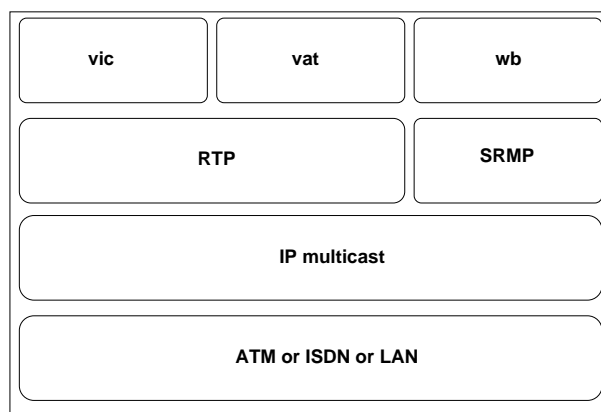 vic
vat
wb
RTP
SRMP
IP multicast
ATM or ISDN or LAN